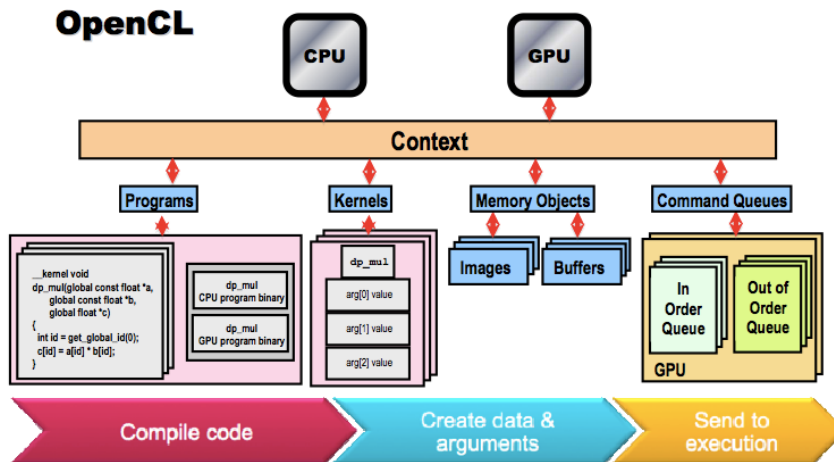 OpenCL
CPU
GPU
Context
Programs
Kernels
Memory Objects
Command Queues
__kernel void
dp_mul(global const float *a,
global const float *b,
global float *c)
{
int id = get_global_id(0);
c[id] = a[id] * b[id];
}
dp_mul
CPU program binary
dp_mul
GPU program binary
dp_mul
arg[0] value
arg[1] value
arg[2] value
Images
Buffers
In
Order
Queue
Out of
Order
Queue
GPU
Compile code
Create data &
arguments
Send to
execution